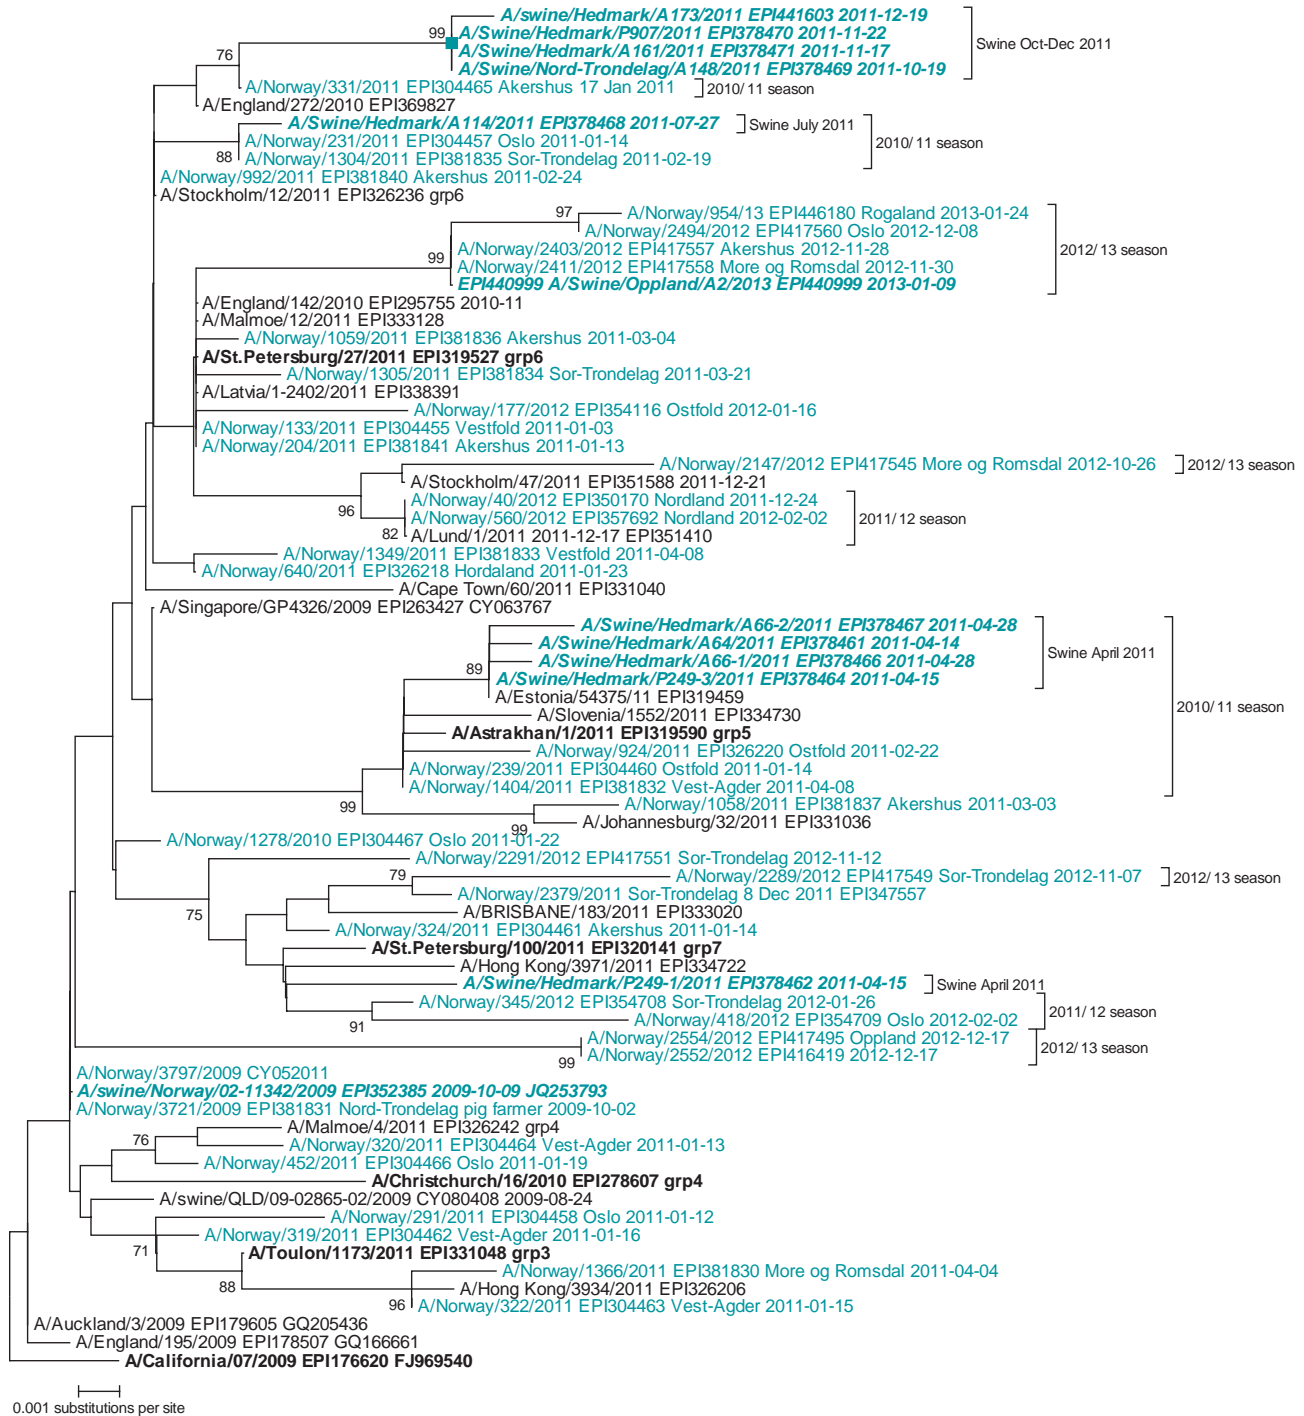 A/swine/Hedmark/A173/2011 EPI441603 2011-12-19
99
A/Swine/Hedmark/P907/2011 EPI378470 2011-11-22
Swine Oct-Dec 2011
76
A/Swine/Hedmark/A161/2011 EPI378471 2011-11-17
A/Swine/Nord-Trondelag/A148/2011 EPI378469 2011-10-19
A/Norway/331/2011 EPI304465 Akershus 17 Jan 2011
2010/ 11 season
A/England/272/2010 EPI369827
A/Swine/Hedmark/A114/2011 EPI378468 2011-07-27
Swine July 2011
A/Norway/231/2011 EPI304457 Oslo 2011-01-14
2010/ 11 season
88
A/Norway/1304/2011 EPI381835 Sor-Trondelag 2011-02-19
A/Norway/992/2011 EPI381840 Akershus 2011-02-24
A/Stockholm/12/2011 EPI326236 grp6
97
A/Norway/954/13 EPI446180 Rogaland 2013-01-24
A/Norway/2494/2012 EPI417560 Oslo 2012-12-08
A/Norway/2403/2012 EPI417557 Akershus 2012-11-28
2012/ 13 season
99
A/Norway/2411/2012 EPI417558 More og Romsdal 2012-11-30
EPI440999 A/Swine/Oppland/A2/2013 EPI440999 2013-01-09
A/England/142/2010 EPI295755 2010-11
A/Malmoe/12/2011 EPI333128
A/Norway/1059/2011 EPI381836 Akershus 2011-03-04
A/St.Petersburg/27/2011 EPI319527 grp6
A/Norway/1305/2011 EPI381834 Sor-Trondelag 2011-03-21
A/Latvia/1-2402/2011 EPI338391
A/Norway/177/2012 EPI354116 Ostfold 2012-01-16
A/Norway/133/2011 EPI304455 Vestfold 2011-01-03
A/Norway/204/2011 EPI381841 Akershus 2011-01-13
A/Norway/2147/2012 EPI417545 More og Romsdal 2012-10-26
2012/ 13 season
A/Stockholm/47/2011 EPI351588 2011-12-21
A/Norway/40/2012 EPI350170 Nordland 2011-12-24
96
A/Norway/560/2012 EPI357692 Nordland 2012-02-02
2011/ 12 season
82
A/Lund/1/2011 2011-12-17 EPI351410
A/Norway/1349/2011 EPI381833 Vestfold 2011-04-08
A/Norway/640/2011 EPI326218 Hordaland 2011-01-23
A/Cape Town/60/2011 EPI331040
A/Singapore/GP4326/2009 EPI263427 CY063767
A/Swine/Hedmark/A66-2/2011 EPI378467 2011-04-28
A/Swine/Hedmark/A64/2011 EPI378461 2011-04-14
Swine April 2011
89
A/Swine/Hedmark/A66-1/2011 EPI378466 2011-04-28
A/Swine/Hedmark/P249-3/2011 EPI378464 2011-04-15
A/Estonia/54375/11 EPI319459
2010/ 11 season
A/Slovenia/1552/2011 EPI334730
A/Astrakhan/1/2011 EPI319590 grp5
A/Norway/924/2011 EPI326220 Ostfold 2011-02-22
A/Norway/239/2011 EPI304460 Ostfold 2011-01-14
A/Norway/1404/2011 EPI381832 Vest-Agder 2011-04-08
99
A/Norway/1058/2011 EPI381837 Akershus 2011-03-03
99
A/Johannesburg/32/2011 EPI331036
A/Norway/1278/2010 EPI304467 Oslo 2011-01-22
A/Norway/2291/2012 EPI417551 Sor-Trondelag 2012-11-12
79
A/Norway/2289/2012 EPI417549 Sor-Trondelag 2012-11-07
2012/ 13 season
A/Norway/2379/2011 Sor-Trondelag 8 Dec 2011 EPI347557
75
A/BRISBANE/183/2011 EPI333020
A/Norway/324/2011 EPI304461 Akershus 2011-01-14
A/St.Petersburg/100/2011 EPI320141 grp7
A/Hong Kong/3971/2011 EPI334722
A/Swine/Hedmark/P249-1/2011 EPI378462 2011-04-15
Swine April 2011
A/Norway/345/2012 EPI354708 Sor-Trondelag 2012-01-26
2011/ 12 season
91
A/Norway/418/2012 EPI354709 Oslo 2012-02-02
A/Norway/2554/2012 EPI417495 Oppland 2012-12-17
2012/ 13 season
99
A/Norway/2552/2012 EPI416419 2012-12-17
A/Norway/3797/2009 CY052011
A/swine/Norway/02-11342/2009 EPI352385 2009-10-09 JQ253793
A/Norway/3721/2009 EPI381831 Nord-Trondelag pig farmer 2009-10-02
A/Malmoe/4/2011 EPI326242 grp4
76
A/Norway/320/2011 EPI304464 Vest-Agder 2011-01-13
A/Norway/452/2011 EPI304466 Oslo 2011-01-19
A/Christchurch/16/2010 EPI278607 grp4
A/swine/QLD/09-02865-02/2009 CY080408 2009-08-24
A/Norway/291/2011 EPI304458 Oslo 2011-01-12
A/Norway/319/2011 EPI304462 Vest-Agder 2011-01-16
71
A/Toulon/1173/2011 EPI331048 grp3
A/Norway/1366/2011 EPI381830 More og Romsdal 2011-04-04
88
A/Hong Kong/3934/2011 EPI326206
96
A/Norway/322/2011 EPI304463 Vest-Agder 2011-01-15
A/Auckland/3/2009 EPI179605 GQ205436
A/England/195/2009 EPI178507 GQ166661
A/California/07/2009 EPI176620 FJ969540
0.001 substitutions per site